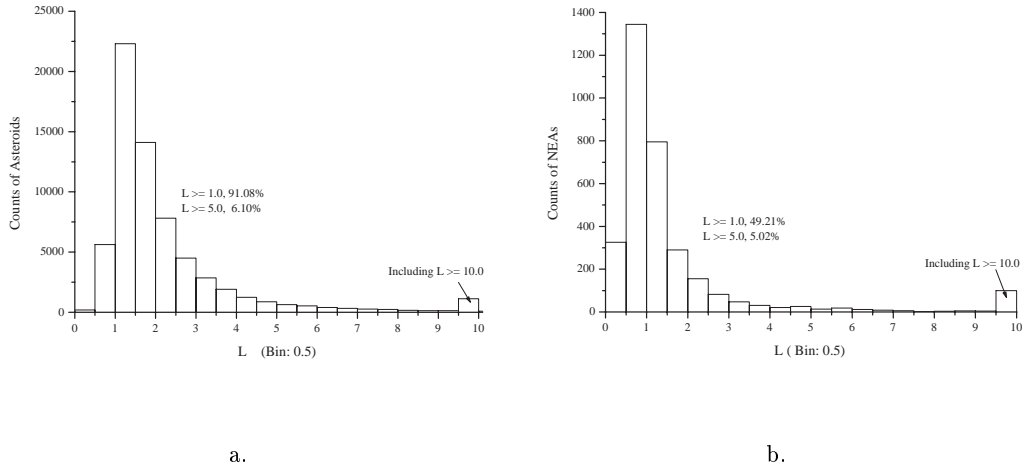 25000
20000
15000
10000
5000
0
Counts of Asteroids
L >= 1.0, 91.08%
L >= 5.0, 6.10%
Including L >= 10.0
0 1 2 3 4 5 6 7 8 9 10
L (Bin: 0.5)
a.
1400
1200
1000
800
600
400
200
0
Counts of NEAs
L >= 1.0, 49.21%
L >= 5.0, 5.02%
Including L >= 10.0
0 1 2 3 4 5 6 7 8 9 10
L ( Bin: 0.5)
b.